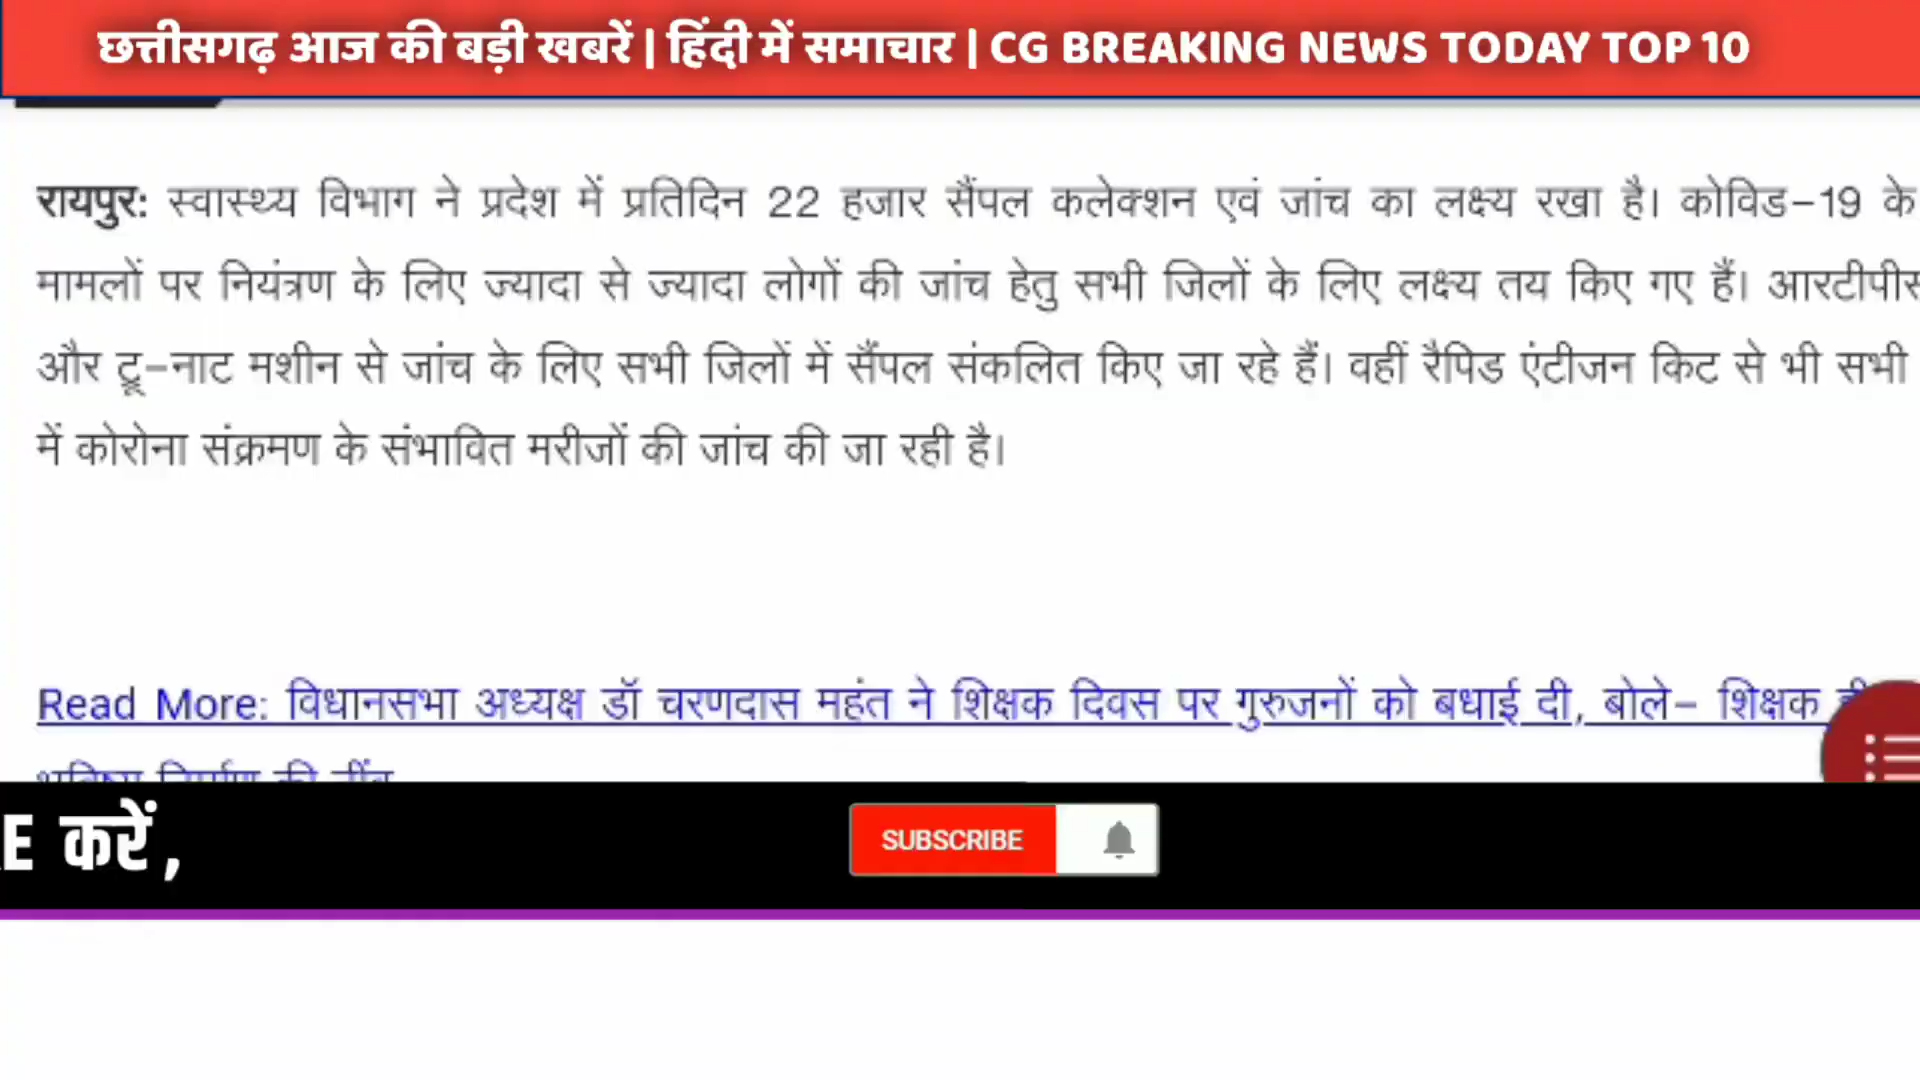 छत्तीसगढ़ आज की बड़ी खबरें | हिंदी में समाचार | CG BREAKING NEWS TODAY TOP 10
रायपुर: स्वास्थ्य विभाग ने प्रदेश में प्रतिदिन 22 हजार सैंपल कलेक्शन एवं जांच का लक्ष्य रखा है। कोविड-19 के
मामलों पर नियंत्रण के लिए ज्यादा से ज्यादा लोगों की जांच हेतु सभी जिलों के लिए लक्ष्य तय किए गए हैं।
और ट्रू-नाट मशीन से जांच के लिए सभी जिलों में सैंपल संकलित किए जा रहे हैं। वहीं रैपिड एंटीजन किट से भी सभी
में कोरोना संक्रमण के संभावित मरीजों की जांच की जा रही है।
Read More: विधानसभा अध्यक्ष डॉ चरणदास महंत ने शिक्षक दिवस पर गुरुजनों को बधाई दी, बोले- शिक्षक
E करें,
SUBSCRIBE